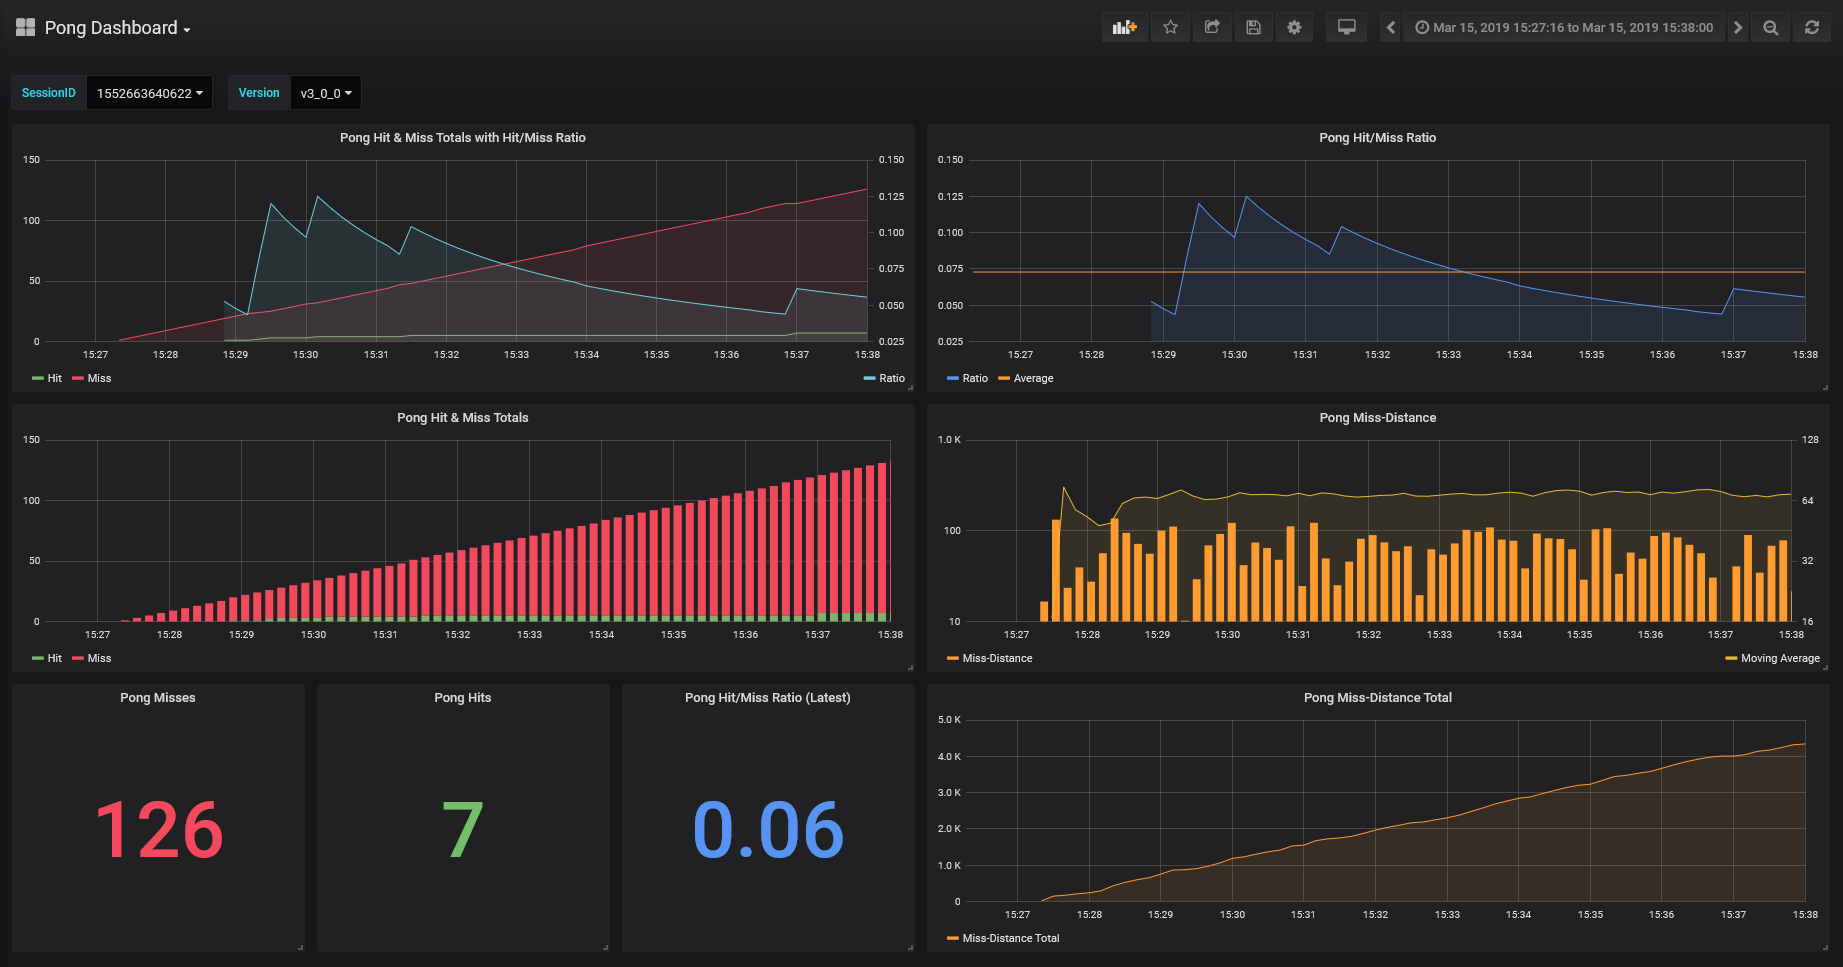 Pong Dashboard
Mar 15, 2019 15:27:16 to Mar 15, 2019 15:38:00
SessionID 1552663640622 Version v3_0_0
Pong Hit & Miss Totals with Hit/Miss Ratio
150 0.150
0.125
100 0.100
0.075
50 0.050
0 0.025
15:27 15:28 15:29 15:30 15:31 15:32 15:33 15:34 15:35 15:36 15:37 15:38
Hit Miss Ratio
Pong Hit/Miss Ratio
0.150
0.125
0.100
0.075
0.050
0.025
15:27 15:28 15:29 15:30 15:31 15:32 15:33 15:34 15:35 15:36 15:37 15:38
Ratio Average
Pong Hit & Miss Totals
150
100
50
0
15:27 15:28 15:29 15:30 15:31 15:32 15:33 15:34 15:35 15:36 15:37 15:38
Hit Miss
Pong Miss-Distance
1.0 K 128
64
100
32
10 16
15:27 15:28 15:29 15:30 15:31 15:32 15:33 15:34 15:35 15:36 15:37 15:38
Miss-Distance Moving Average
Pong Misses
126
Pong Hits
7
Pong Hit/Miss Ratio (Latest)
0.06
Pong Miss-Distance Total
5.0 K
4.0 K
3.0 K
2.0 K
1.0 K
0
15:27 15:28 15:29 15:30 15:31 15:32 15:33 15:34 15:35 15:36 15:37 15:38
Miss-Distance Total